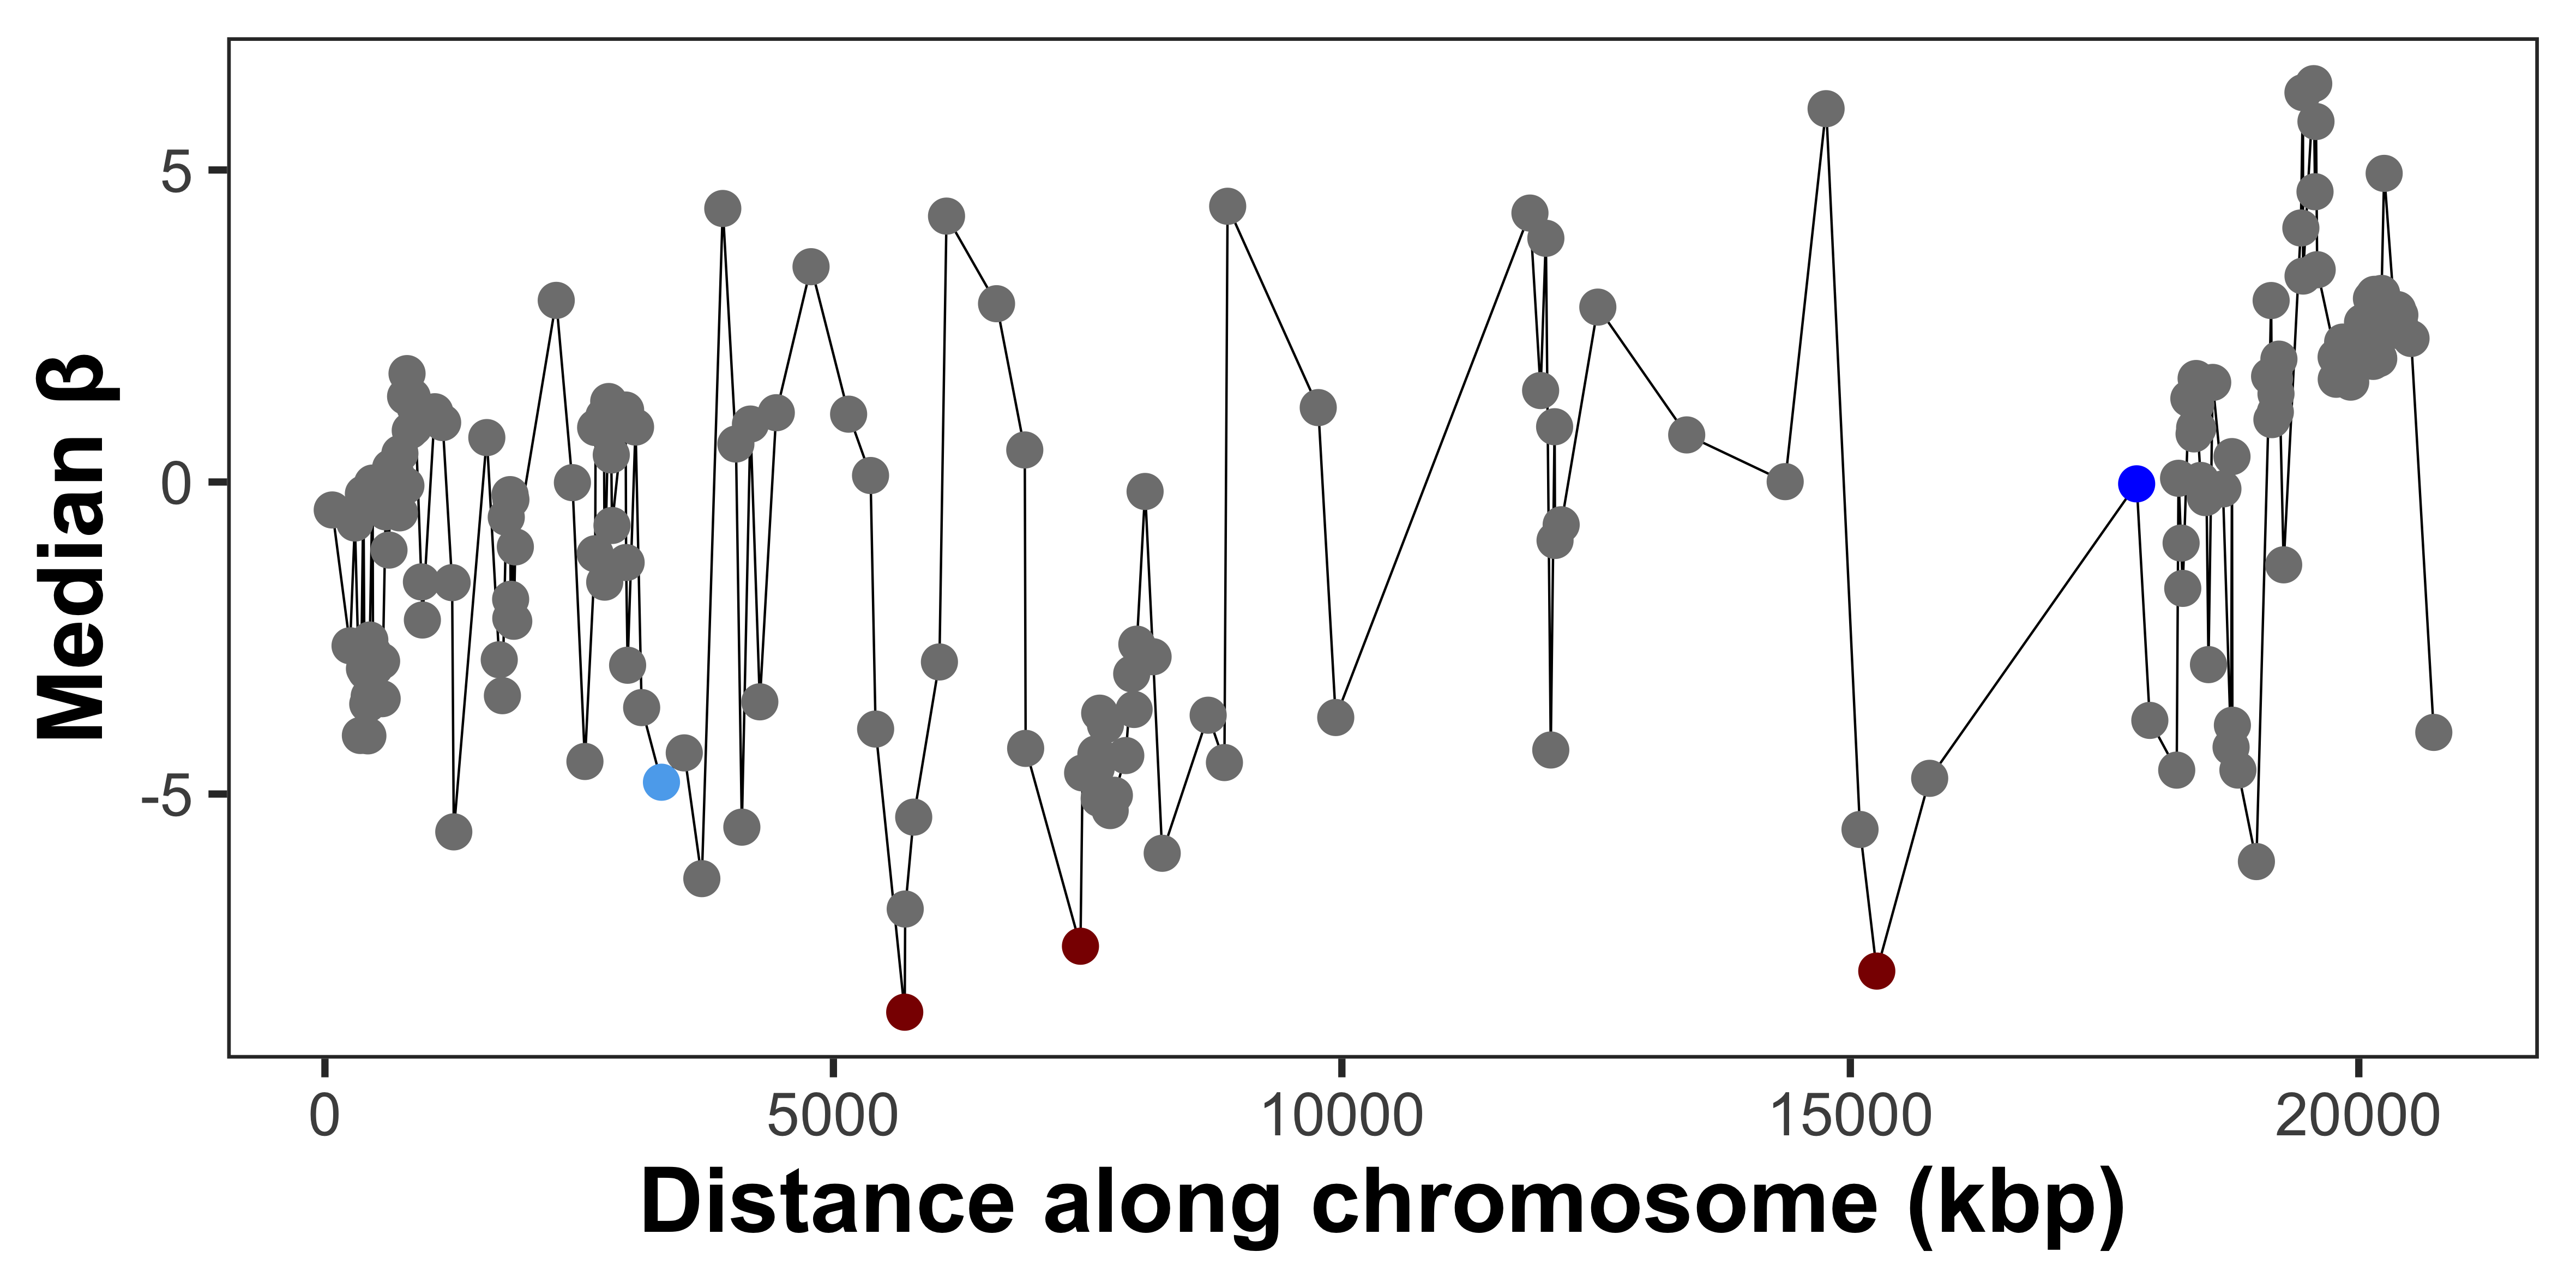 Median β
5
0
-5
0 5000 10000 15000 20000
Distance along chromosome (kbp)